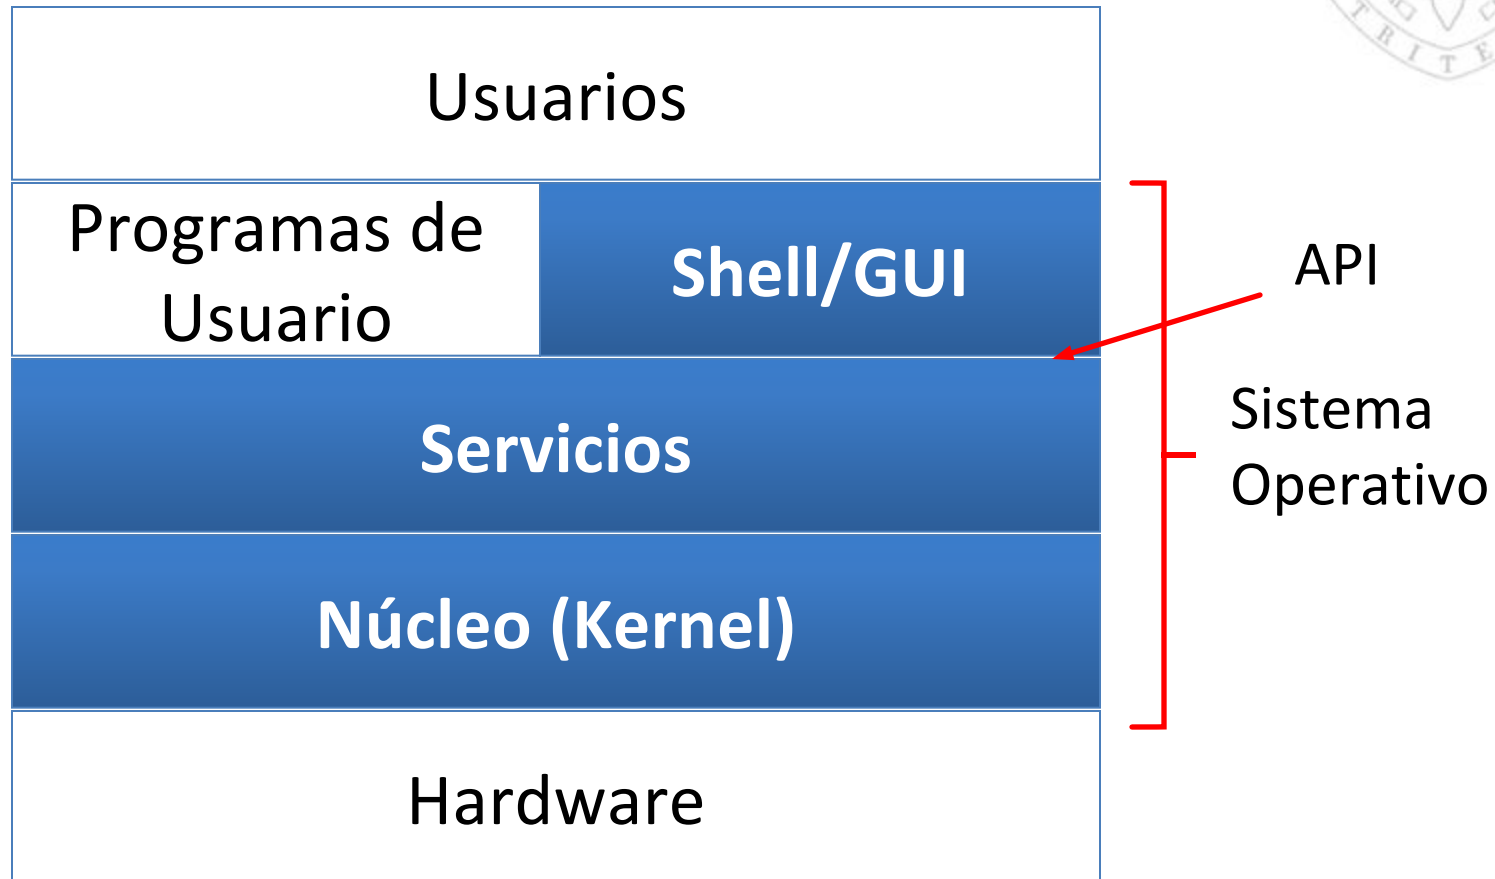 Usuarios
Programas de
Usuario
Shell/GUI
API
Servicios
Sistema
Operativo
Núcleo (Kernel)
Hardware